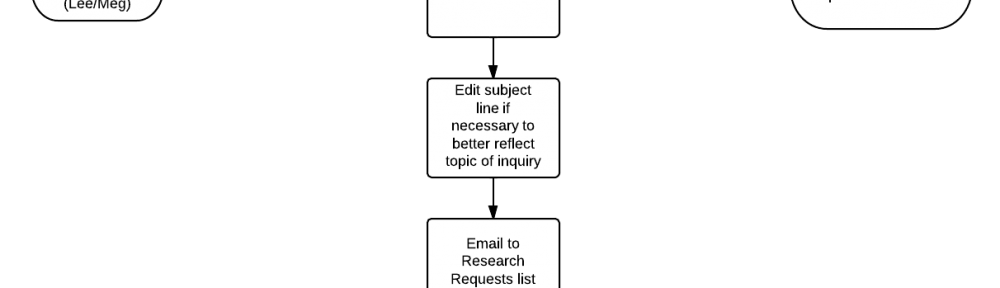 (Lee/Meg)
Edit subject
line if
necessary to
better reflect
topic of inquiry
Email to
Research
Requests list